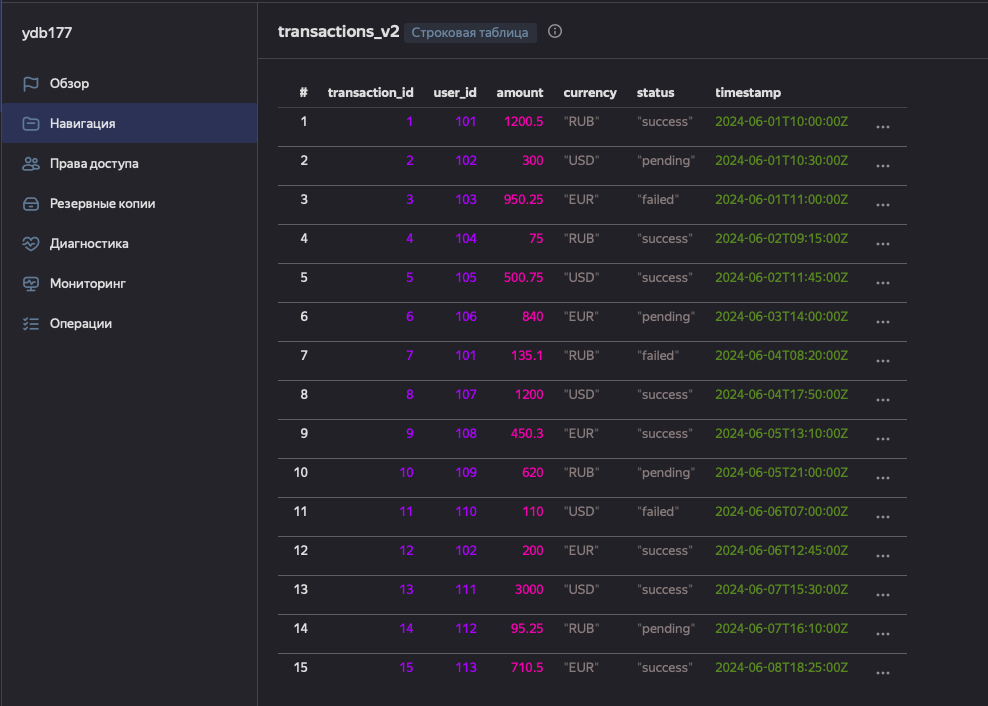 ydb177
Обзор
Навигация
Права доступа
Резервные копии
Диагностика
Мониторинг
Операции
transactions_v2 Строковая таблица
# transaction_id user_id amount currency status timestamp
1 1 101 1200.5 "RUB" "success" 2024-06-01T10:00:00Z ...
2 2 102 300 "USD" "pending" 2024-06-01T10:30:00Z ...
3 3 103 950.25 "EUR" "failed" 2024-06-01T11:00:00Z ...
4 4 104 75 "RUB" "success" 2024-06-02T09:15:00Z ...
5 5 105 500.75 "USD" "success" 2024-06-02T11:45:00Z ...
6 6 106 840 "EUR" "pending" 2024-06-03T14:00:00Z ...
7 7 101 135.1 "RUB" "failed" 2024-06-04T08:20:00Z ...
8 8 107 1200 "USD" "success" 2024-06-04T17:50:00Z ...
9 9 108 450.3 "EUR" "success" 2024-06-05T13:10:00Z ...
10 10 109 620 "RUB" "pending" 2024-06-05T21:00:00Z ...
11 11 110 110 "USD" "failed" 2024-06-06T07:00:00Z ...
12 12 102 200 "EUR" "success" 2024-06-06T12:45:00Z ...
13 13 111 3000 "USD" "success" 2024-06-07T15:30:00Z ...
14 14 112 95.25 "RUB" "pending" 2024-06-07T16:10:00Z ...
15 15 113 710.5 "EUR" "success" 2024-06-08T18:25:00Z ...